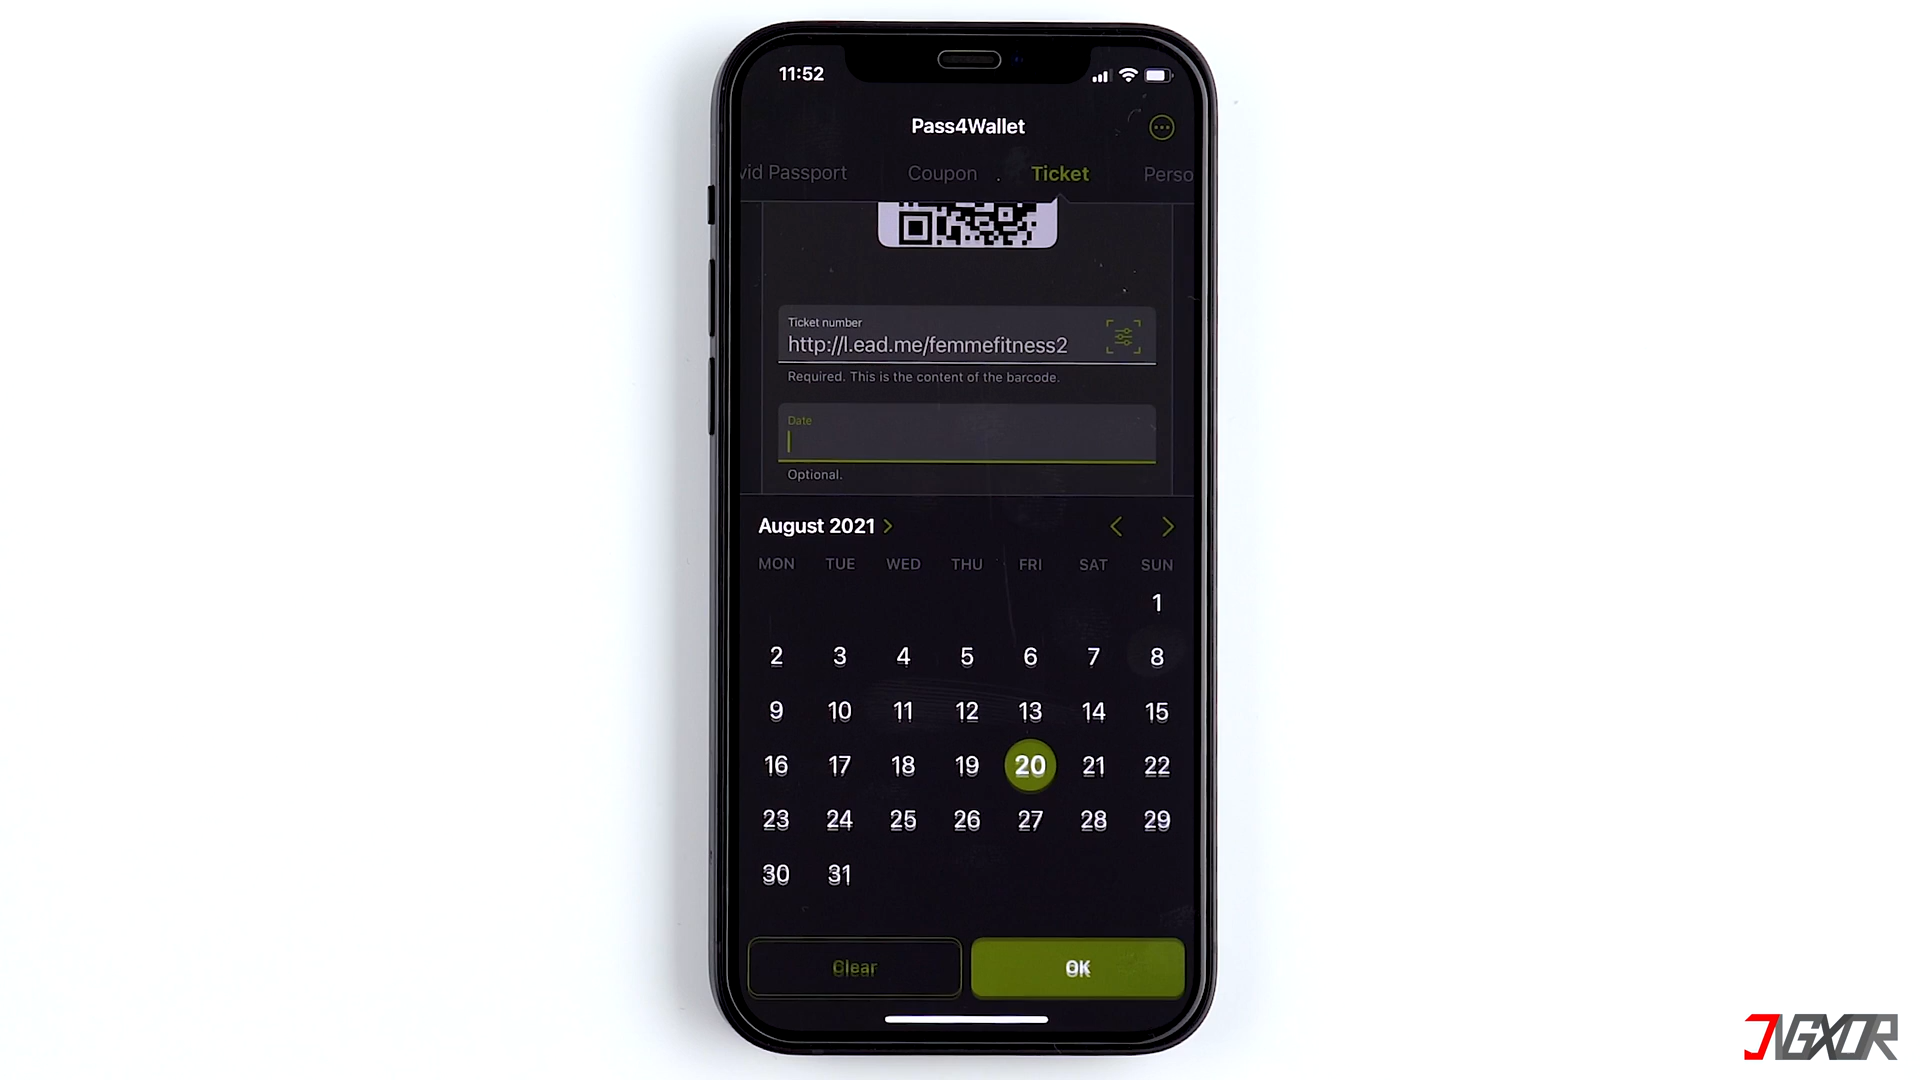 11:52
Pass4Wallet
vid Passport Coupon Ticket Perso
Ticket number
http://l.ead.me/femmefitness2
Required. This is the content of the barcode.
Date
Optional.
August 2021
MON TUE WED THU FRI SAT SUN
1
2 3 4 5 6 7 8
9 10 11 12 13 14 15
16 17 18 19 20 21 22
23 24 25 26 27 28 29
30 31
Clear OK
JIGXOR